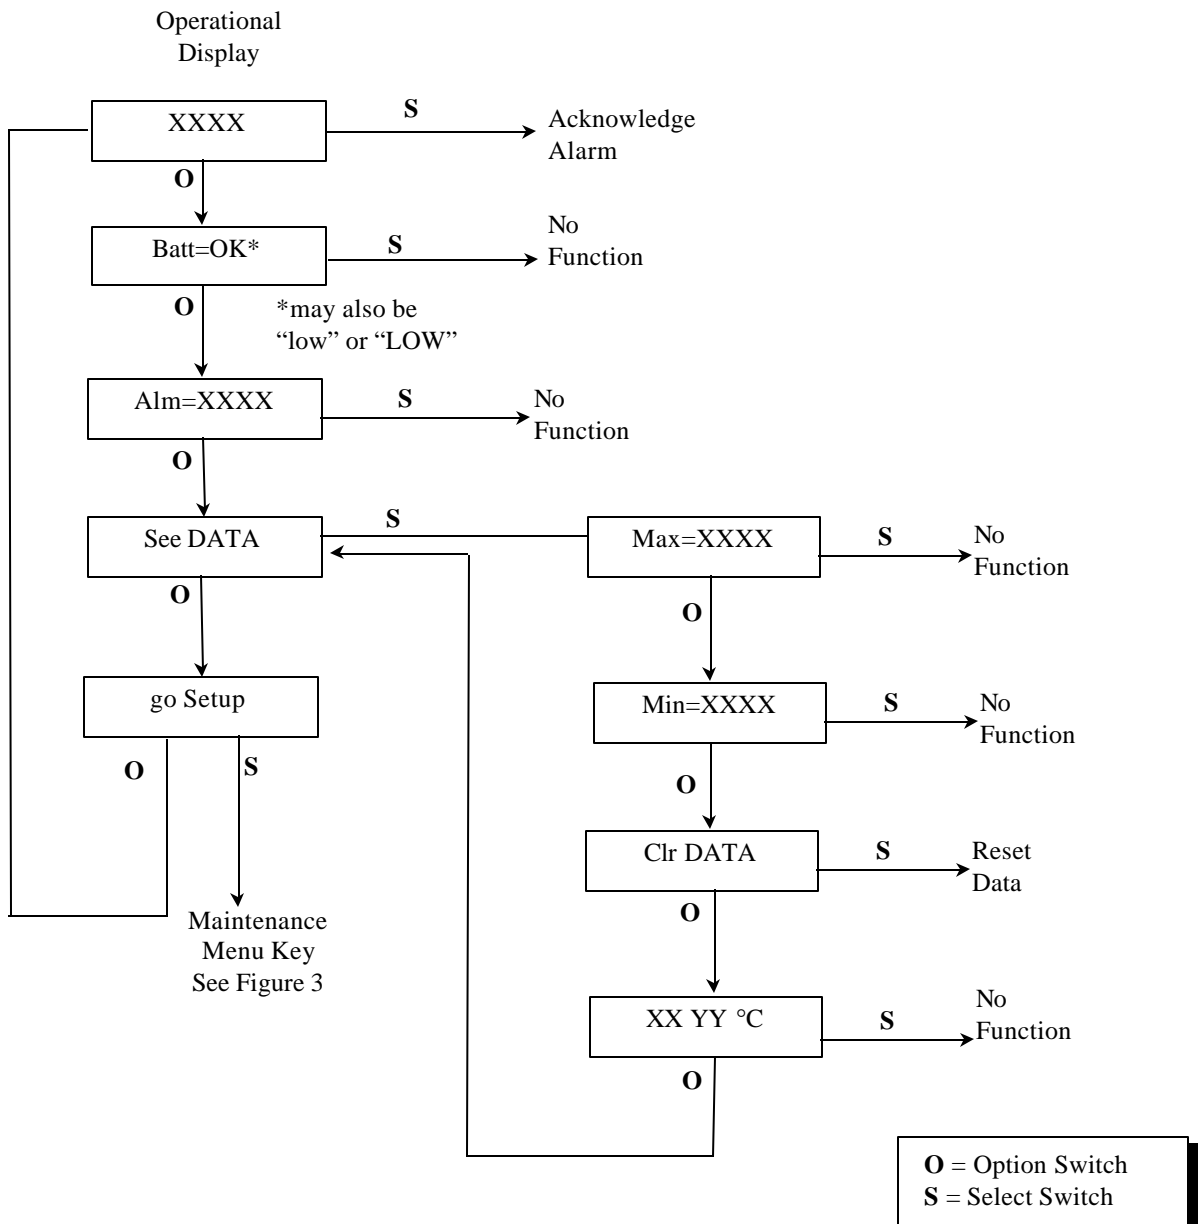 Operational
Display
XXXX
S
Acknowledge
Alarm
O
Batt=OK*
S
No
Function
O
*may also be
“low” or “LOW”
Alm=XXXX
S
No
Function
O
See DATA
S
Max=XXXX
S
No
Function
O
O
go Setup
Min=XXXX
S
No
Function
O
S
O
Clr DATA
S
Reset
Data
O
Maintenance
Menu Key
See Figure 3
XX YY °C
S
No
Function
O
O = Option Switch
S = Select Switch